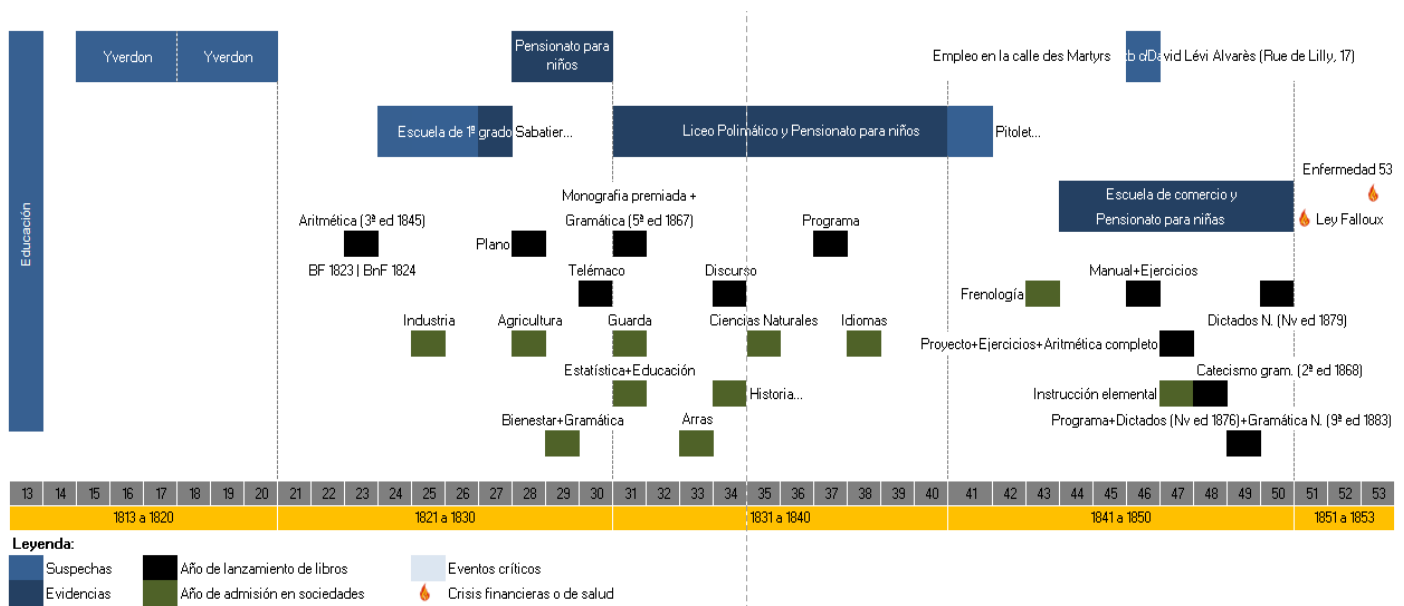 Educación
Yverdon
Yverdon
Pensionato para
niños
Empleo en la calle des Martyrs
David Lévi Alvarès (Rue de Lilly, 17)
Escuela de 1º grado
Sabatier...
Liceo Polimático y Pensionato para niños
Pitolet...
Enfermedad 53
Escuela de comercio y
Pensionato para niñas
Ley Falloux
Monografia premiada +
Gramática (5ª ed 1867)
Aritmética (3ª ed 1845)
Plano
Programa
BF 1823 | BnF 1824
Telémaco
Discurso
Frenología
Manual+Ejercicios
Dictados N. (Nv ed 1879)
Industria
Agricultura
Guarda
Ciencias Naturales
Idiomas
Proyecto+Ejercicios+Aritmética completo
Estatística+Educación
Historia...
Instrucción elemental
Catecismo gram. (2ª ed 1868)
Bienestar+Gramática
Arras
Programa+Dictados (Nv ed 1876)+Gramática N. (9ª ed 1883)
13 14 15 16 17 18 19 20 21 22 23 24 25 26 27 28 29 30 31 32 33 34 35 36 37 38 39 40 41 42 43 44 45 46 47 48 49 50 51 52 53
1813 a 1820
1821 a 1830
1831 a 1840
1841 a 1850
1851 a 1853
Leyenda:
Suspechas
Año de lanzamiento de libros
Eventos críticos
Evidencias
Año de admisión en sociedades
Crisis financieras o de salud